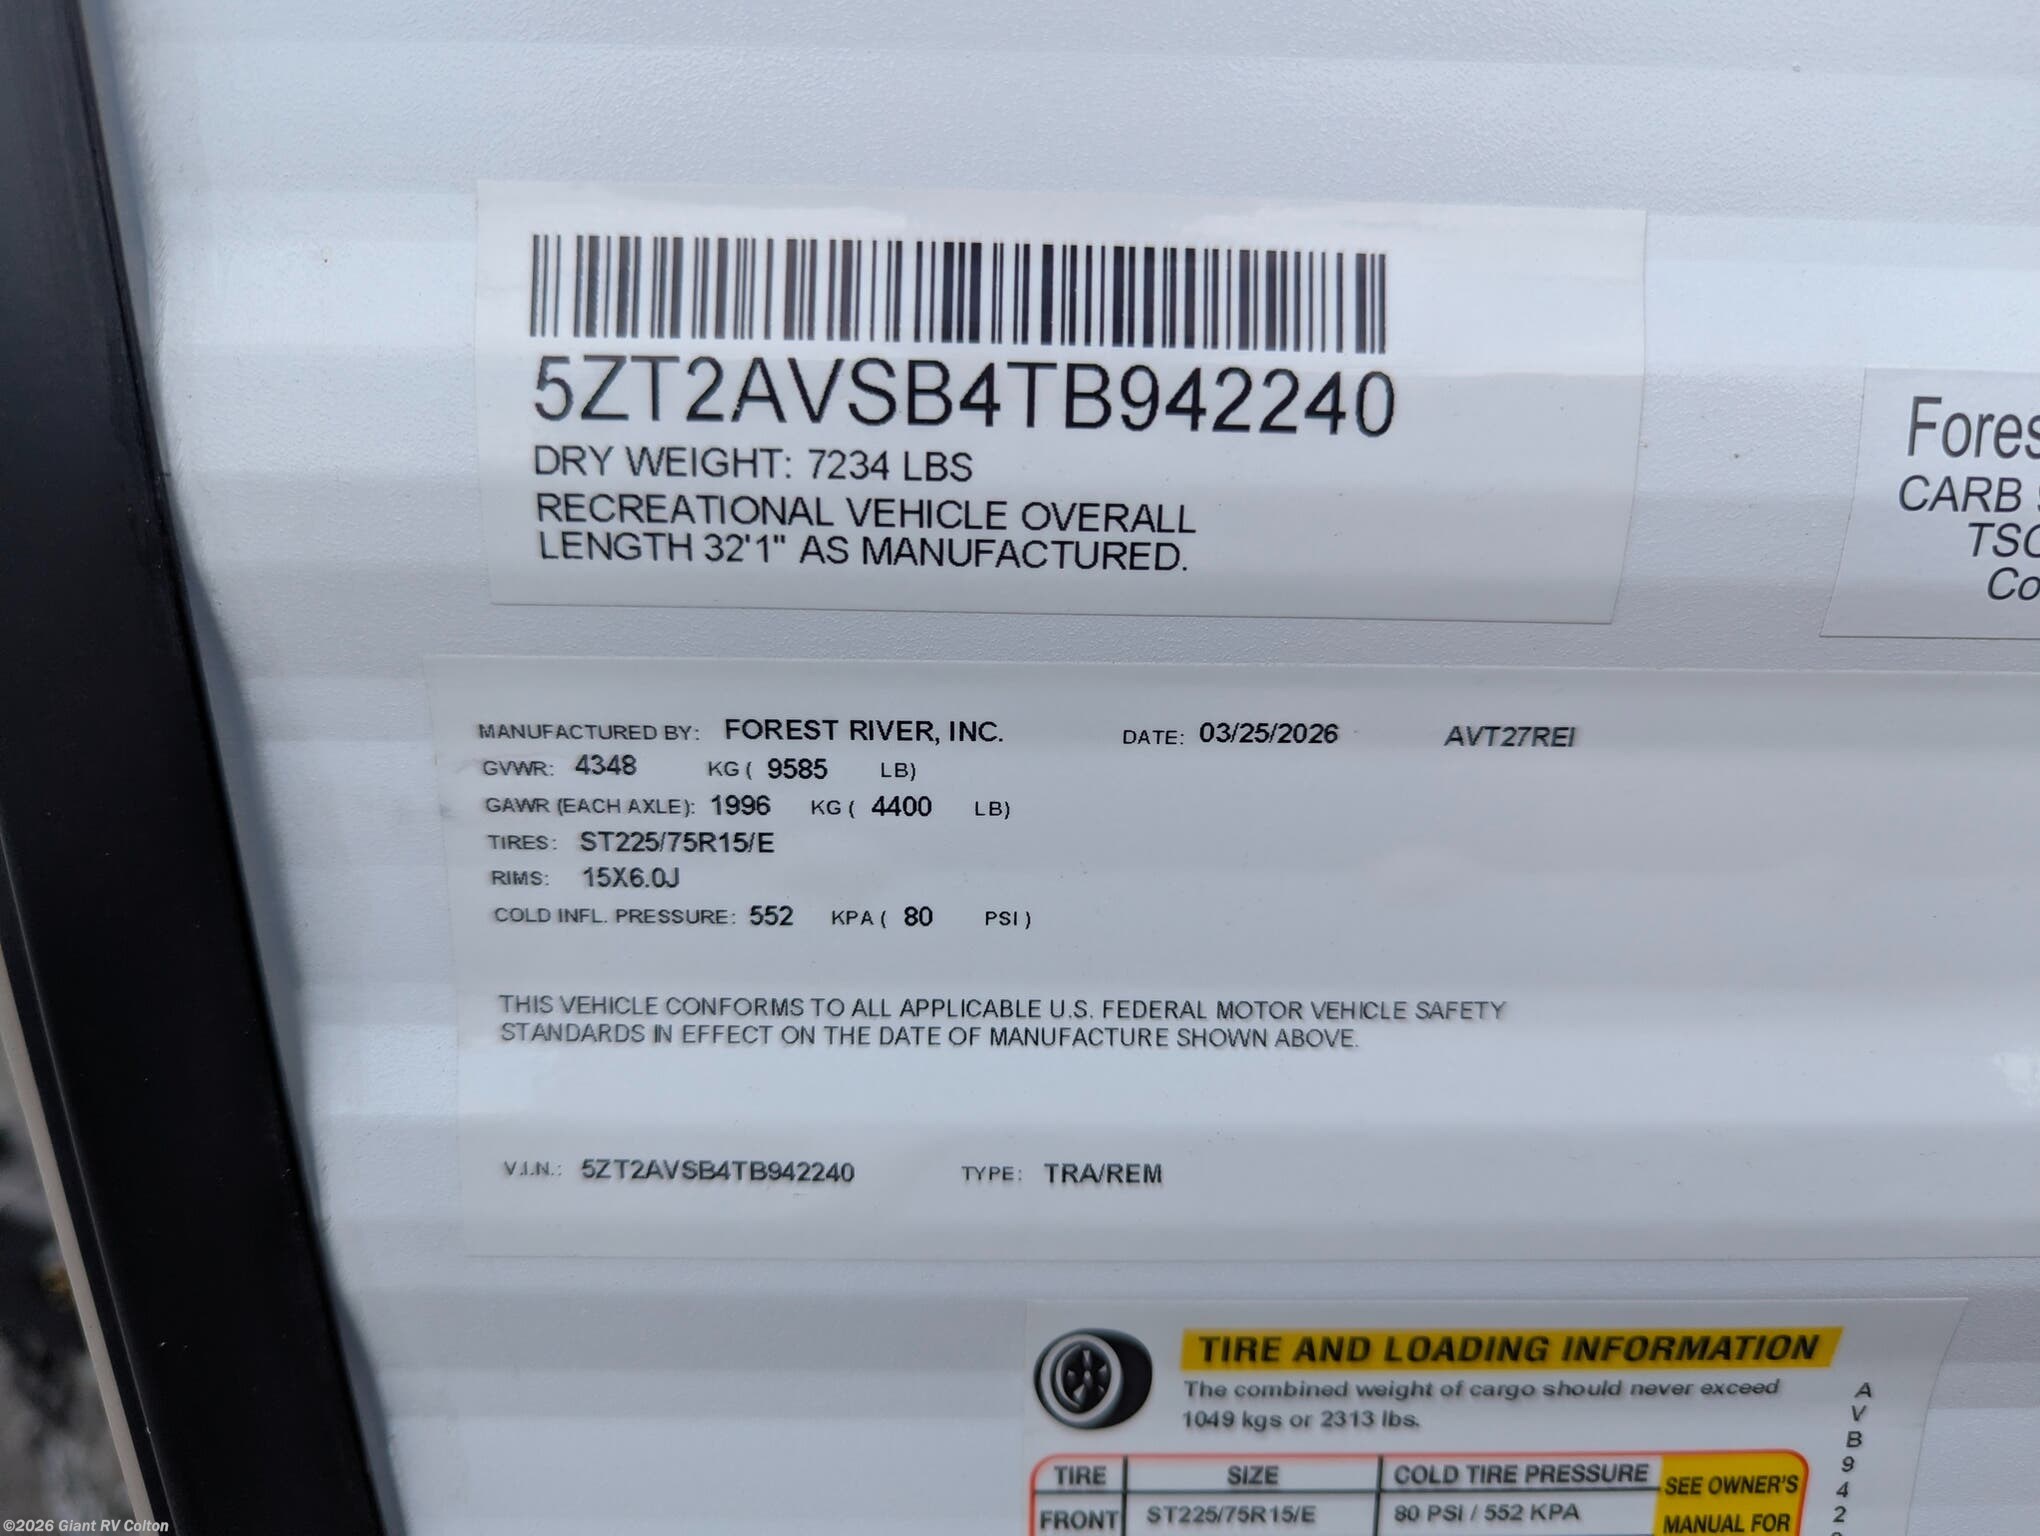 5ZT2AVSB4TB942240
DRY WEIGHT: 7234 LBS
RECREATIONAL VEHICLE OVERALL
LENGTH 32'1" AS MANUFACTURED.
Fores
CARB
TSC
Co
MANUFACTURED BY: FOREST RIVER, INC. DATE: 03/25/2026 AVT27REI
GVWR: 4348 KG ( 9585 LB)
GAWR (EACH AXLE): 1996 KG ( 4400 LB)
TIRES: ST225/75R15/E
RIMS: 15X6.0J
COLD INFL. PRESSURE: 552 KPA ( 80 PSI )
THIS VEHICLE CONFORMS TO ALL APPLICABLE U.S. FEDERAL MOTOR VEHICLE SAFETY
STANDARDS IN EFFECT ON THE DATE OF MANUFACTURE SHOWN ABOVE.
V.I.N.: 5ZT2AVSB4TB942240 TYPE: TRA/REM
TIRE AND LOADING INFORMATION
The combined weight of cargo should never exceed
1049 kgs or 2313 lbs.
TIRE SIZE COLD TIRE PRESSURE SEE OWNER'S
FRONT ST225/75R15/E 80 PSI / 552 KPA MANUAL FOR
A
V
B
9
4
2
©2026 Giant RV Colton